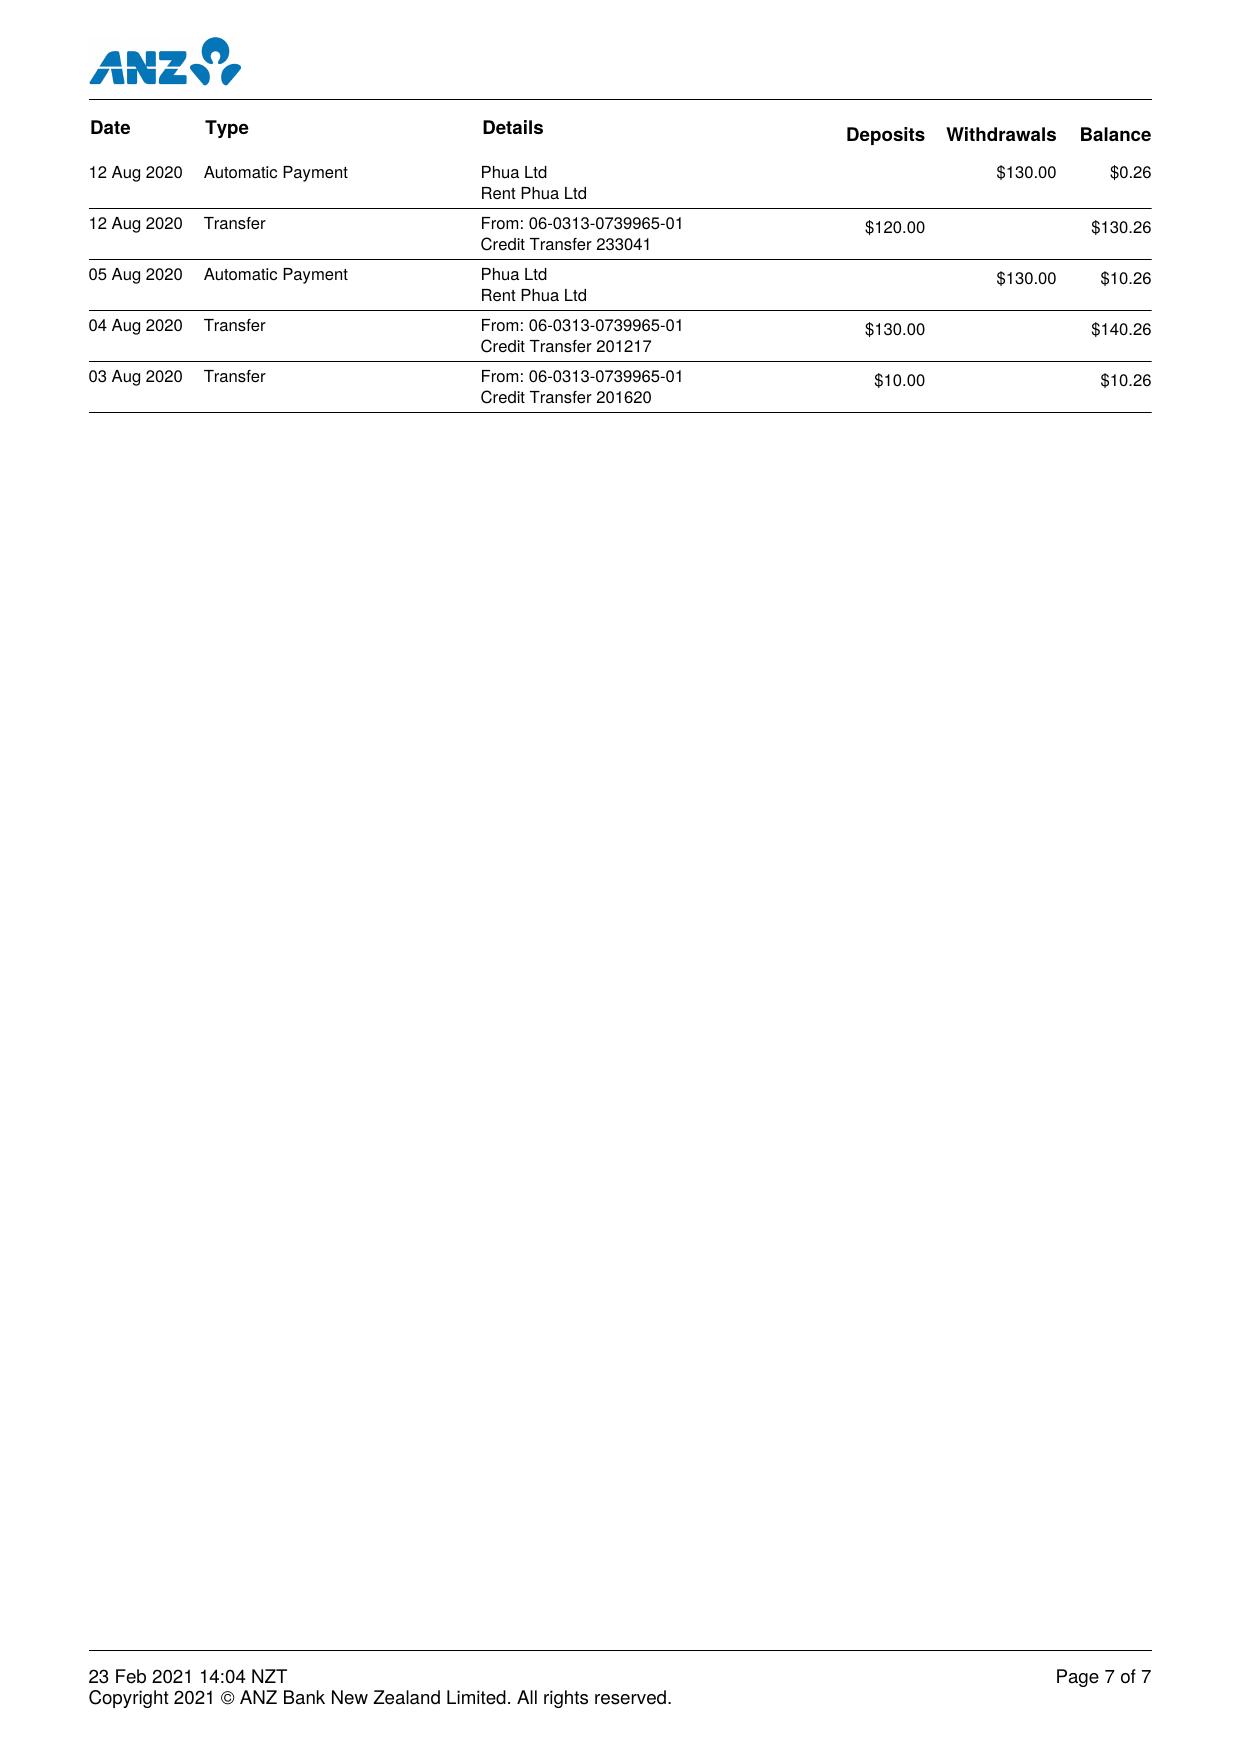 ANZ
Date Type Details Deposits Withdrawals Balance
12 Aug 2020 Automatic Payment Phua Ltd $130.00 $0.26
Rent Phua Ltd
12 Aug 2020 Transfer From: 06-0313-0739965-01 $120.00 $130.26
Credit Transfer 233041
05 Aug 2020 Automatic Payment Phua Ltd $130.00 $10.26
Rent Phua Ltd
04 Aug 2020 Transfer From: 06-0313-0739965-01 $130.00 $140.26
Credit Transfer 201217
03 Aug 2020 Transfer From: 06-0313-0739965-01 $10.00 $10.26
Credit Transfer 201620
23 Feb 2021 14:04 NZT Page 7 of 7
Copyright 2021 © ANZ Bank New Zealand Limited. All rights reserved.